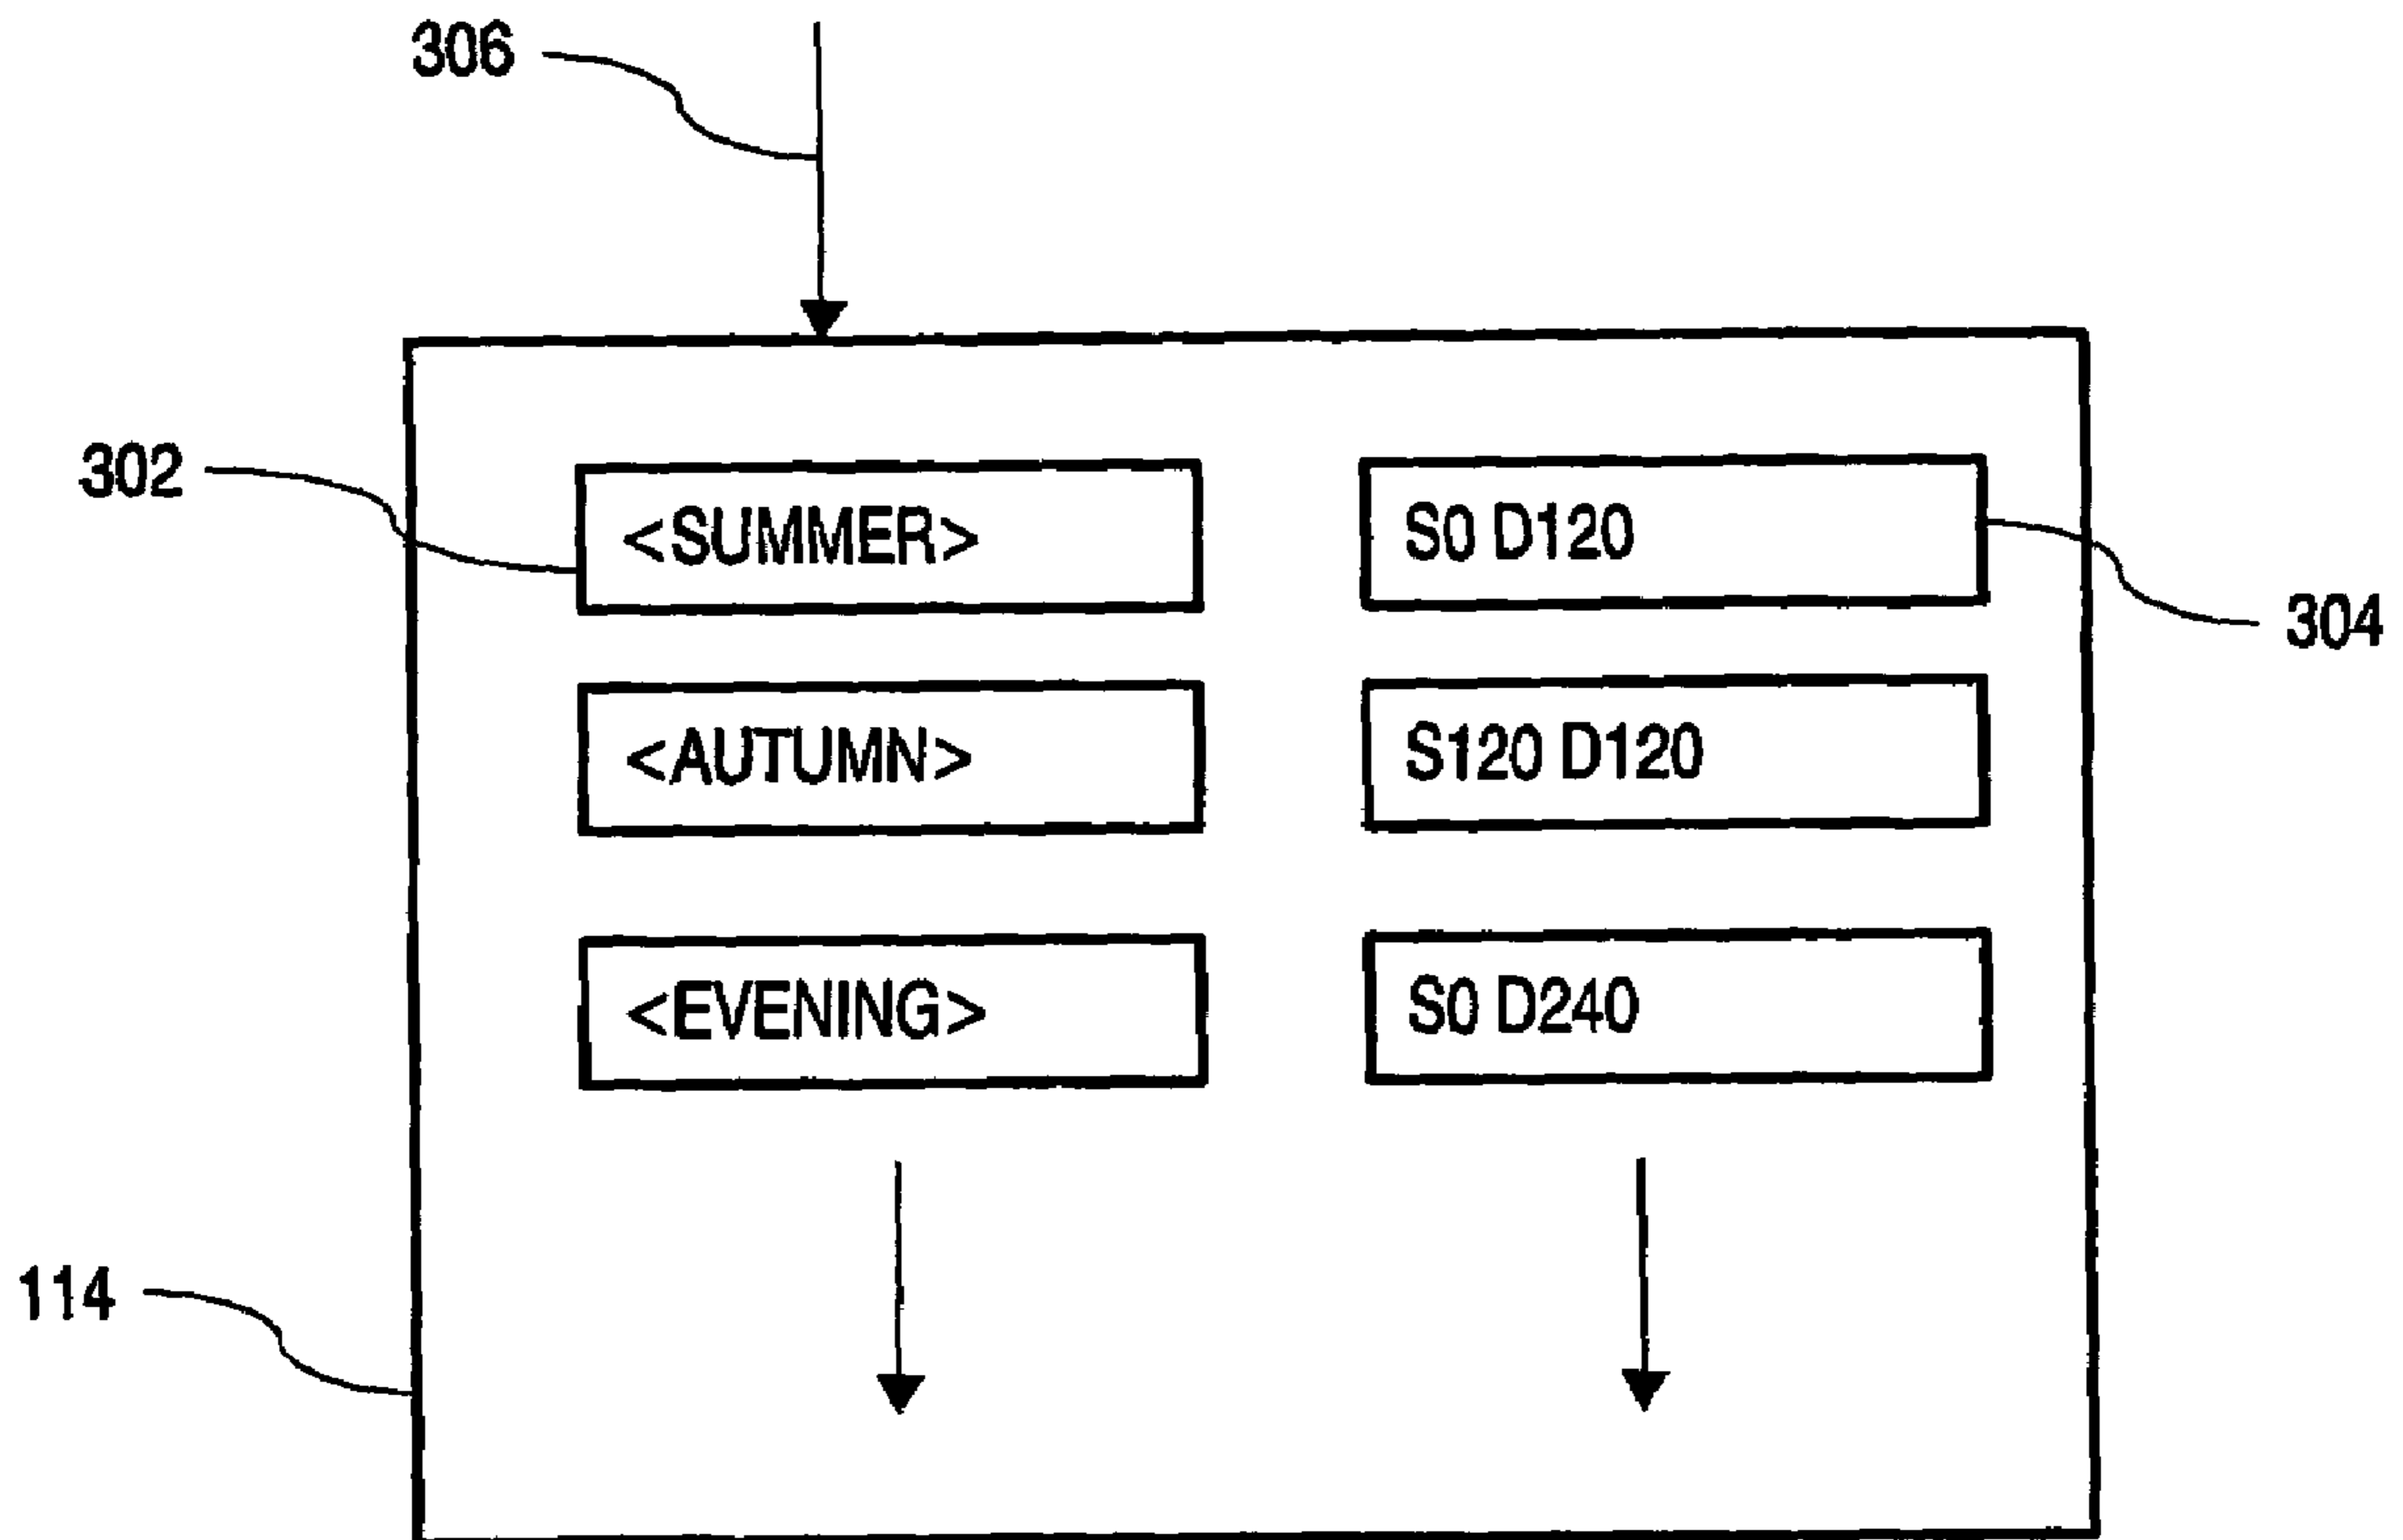 306
302
<SUMMER>
S0 D120
304
<AUTUMN>
S120 D120
<EVENING>
S0 D240
114